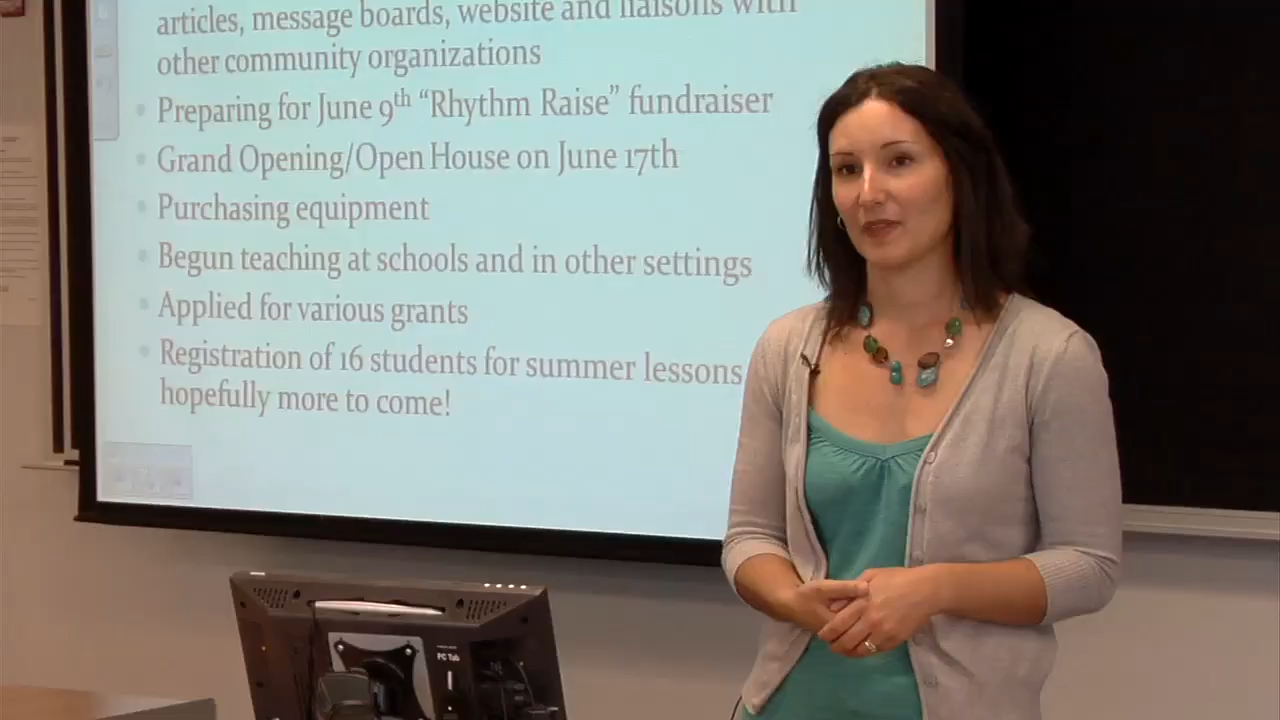 articles, message boards, website and liaisons with
other community organizations
Preparing for June 9th “Rhythm Raise” fundraiser
Grand Opening/Open House on June 17th
Purchasing equipment
Begun teaching at schools and in other settings
Applied for various grants
Registration of 16 students for summer lessons
hopefully more to come!
PC Tab